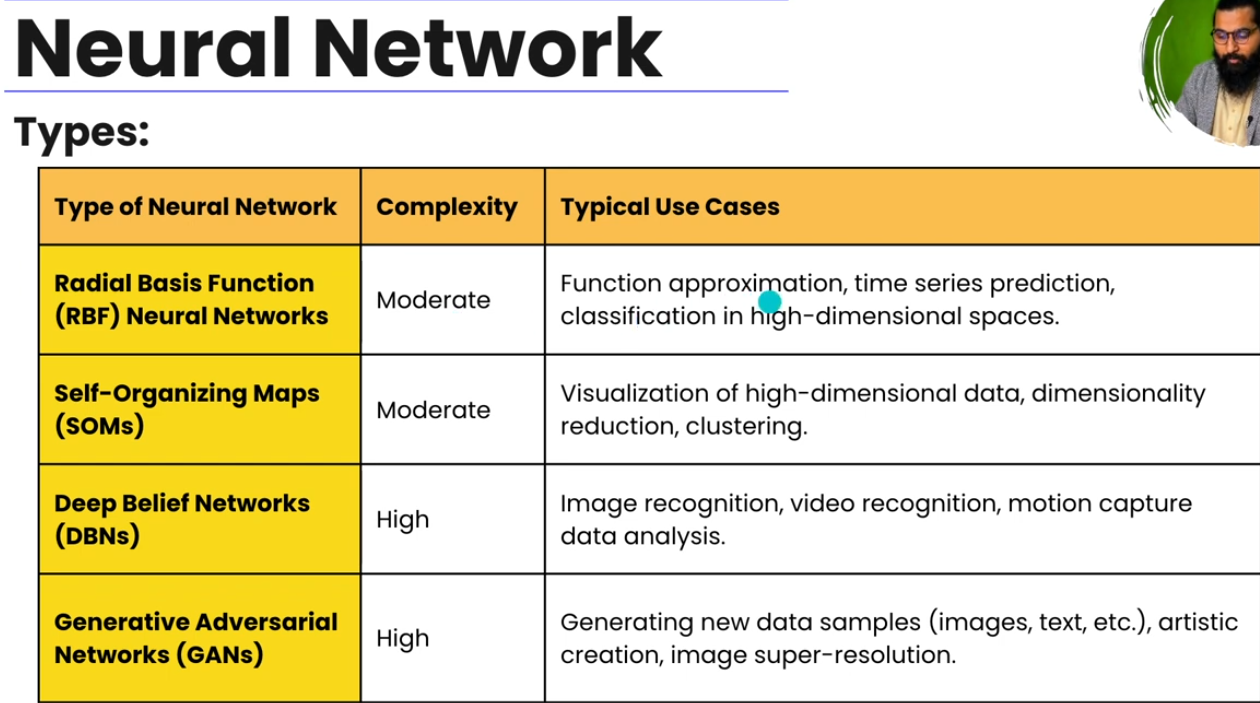 Neural Network
Types:
Type of Neural Network
Complexity
Typical Use Cases
Radial Basis Function
(RBF) Neural Networks
Moderate
Function approximation, time series prediction,
classification in high-dimensional spaces.
Self-Organizing Maps
(SOMs)
Moderate
Visualization of high-dimensional data, dimensionality
reduction, clustering.
Deep Belief Networks
(DBNs)
High
Image recognition, video recognition, motion capture
data analysis.
Generative Adversarial
Networks (GANs)
High
Generating new data samples (images, text, etc.), artistic
creation, image super-resolution.